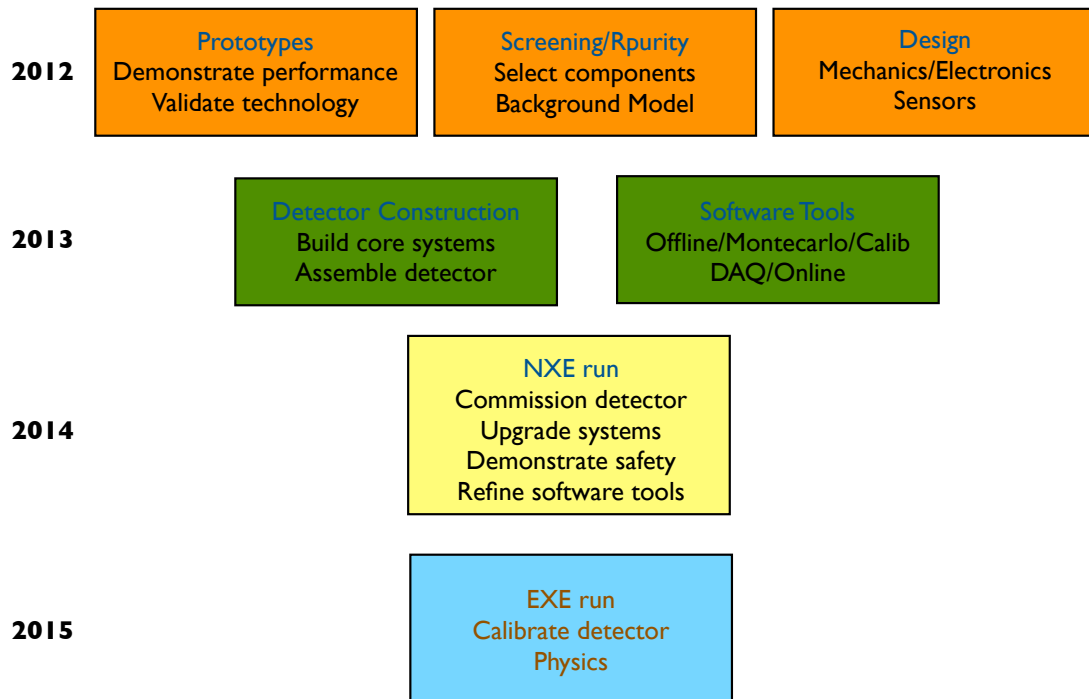 2012
Prototypes
Demonstrate performance
Validate technology
Screening/Rpurity
Select components
Background Model
Design
Mechanics/Electronics
Sensors
2013
Detector Construction
Build core systems
Assemble detector
Software Tools
Offline/Montecarlo/Calib
DAQ/Online
2014
NXE run
Commission detector
Upgrade systems
Demonstrate safety
Refine software tools
2015
EXE run
Calibrate detector
Physics